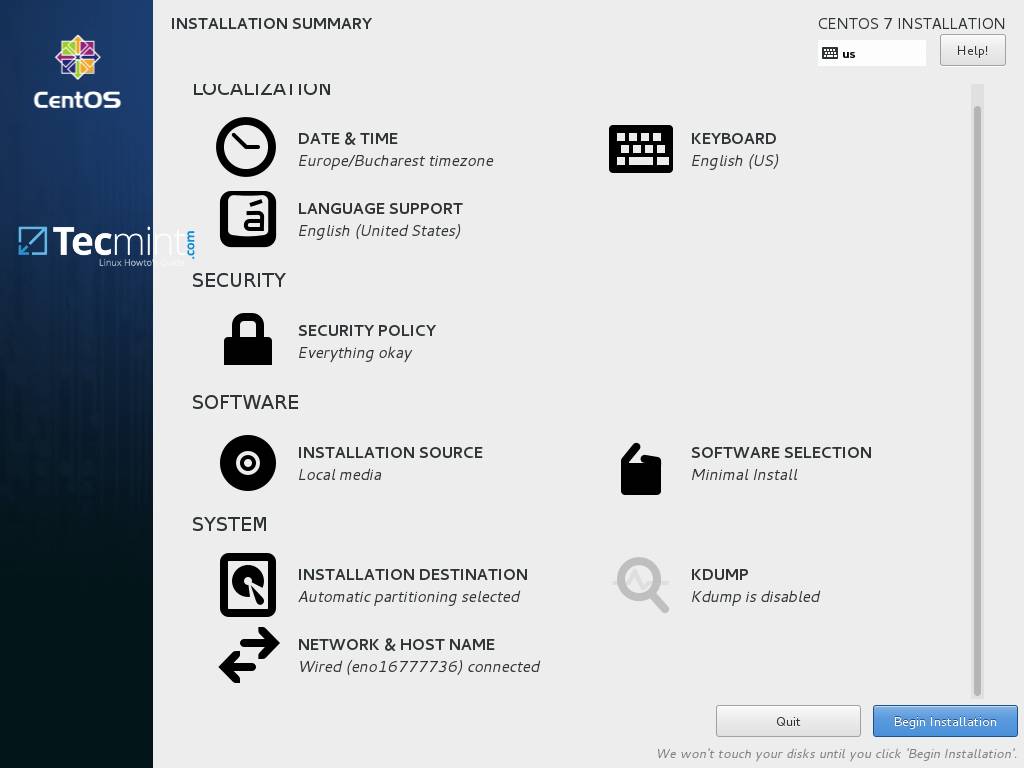 INSTALLATION SUMMARY
CENTOS 7 INSTALLATION
us
Help!
CentOS
LOCALIZATION
DATE & TIME
Europe/Bucharest timezone
KEYBOARD
English (US)
LANGUAGE SUPPORT
English (United States)
Tecmint.com
Linux Howto's
SECURITY
SECURITY POLICY
Everything okay
SOFTWARE
INSTALLATION SOURCE
Local media
SOFTWARE SELECTION
Minimal Install
SYSTEM
INSTALLATION DESTINATION
Automatic partitioning selected
KDUMP
Kdump is disabled
NETWORK & HOST NAME
Wired (eno16777736) connected
Quit
Begin Installation
We won't touch your disks until you click 'Begin Installation'.